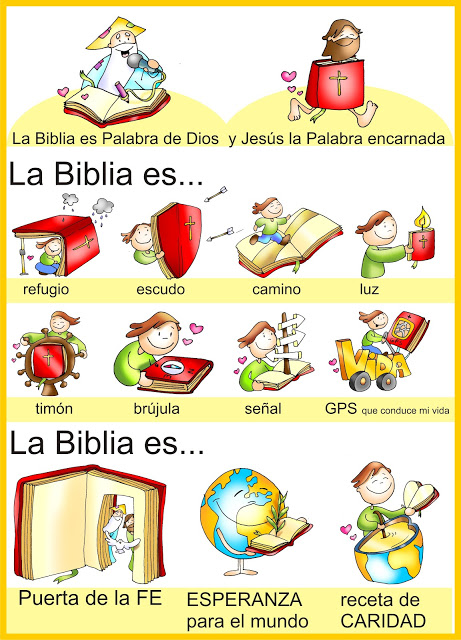 La Biblia es Palabra de Dios y Jesús la Palabra encarnada
La Biblia es...
refugio escudo camino luz
VIDA
timón brújula señal GPS que conduce mi vida
La Biblia es...
Puerta de la FE ESPERANZA receta de
para el mundo CARIDAD